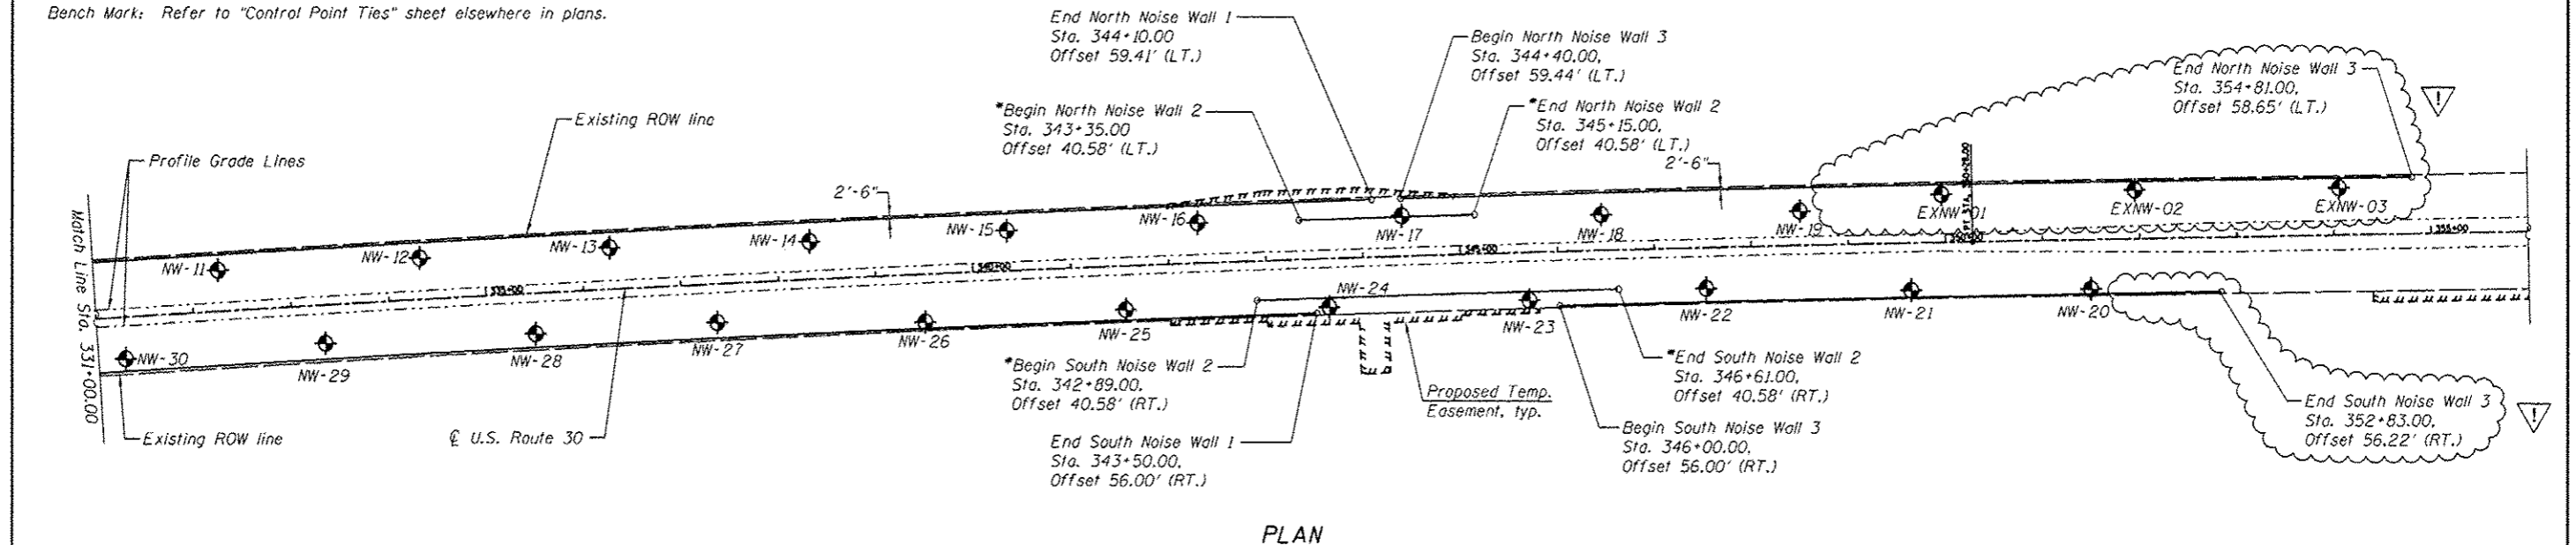 Bench Mark: Refer to "Control Point Ties" sheet elsewhere in plans.
End North Noise Wall 1
Sta. 344+10.00
Offset 59.41' (LT.)
Begin North Noise Wall 3
Sta. 344+40.00,
Offset 59.44' (LT.)
End North Noise Wall 3
Sta. 354+81.00,
Offset 58.65' (LT.)
!
*Begin North Noise Wall 2
Sta. 343+35.00
Offset 40.58' (LT.)
*End North Noise Wall 2
Sta. 345+15.00,
Offset 40.58' (LT.)
Existing ROW line
Profile Grade Lines
2'-6"
2'-6"
NW-11
NW-12
NW-13
NW-14
NW-15
NW-16
NW-17
NW-18
NW-19
EXNW-01
EXNW-02
EXNW-03
335+00
340+00
345+00
350+00
355+00
Match Line Sta. 331+00.00
NW-30
NW-29
NW-28
NW-27
NW-26
NW-25
NW-24
NW-23
NW-22
NW-21
NW-20
Existing ROW line
℄ U.S. Route 30
*Begin South Noise Wall 2
Sta. 342+89.00,
Offset 40.58' (RT.)
End South Noise Wall 1
Sta. 343+50.00,
Offset 56.00' (RT.)
Proposed Temp.
Easement, typ.
*End South Noise Wall 2
Sta. 346+61.00,
Offset 40.58' (RT.)
Begin South Noise Wall 3
Sta. 346+00.00,
Offset 56.00' (RT.)
End South Noise Wall 3
Sta. 352+83.00,
Offset 56.22' (RT.)
!
PLAN